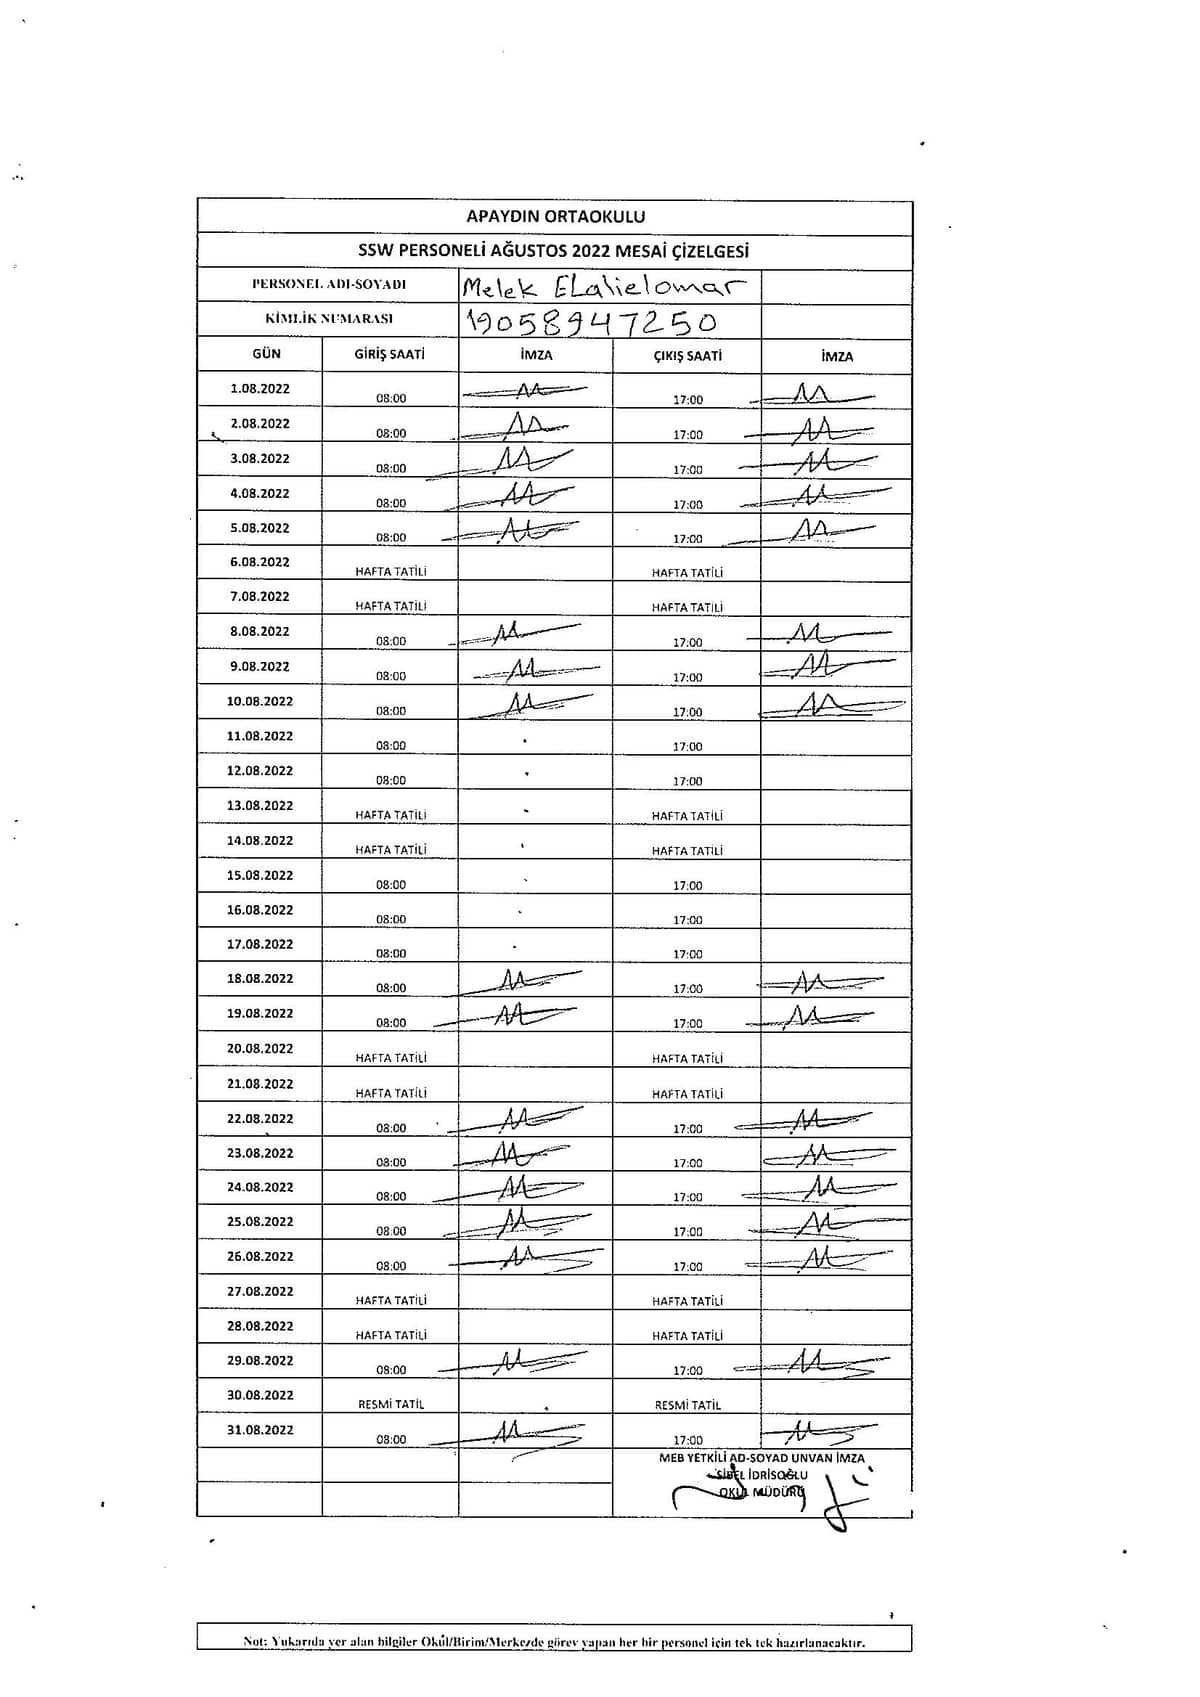 APAYDIN ORTAOKULU
SSW PERSONELİ AĞUSTOS 2022 MESAİ ÇİZELGESİ
PERSONEL ADI-SOYADI Melek ELalielomar
KİMLİK NUMARASI 19058947250
GÜN GİRİŞ SAATİ İMZA ÇIKIŞ SAATİ İMZA
1.08.2022 08:00 17:00
2.08.2022 08:00 17:00
3.08.2022 08:00 17:00
4.08.2022 08:00 17:00
5.08.2022 08:00 17:00
6.08.2022 HAFTA TATİLİ HAFTA TATİLİ
7.08.2022 HAFTA TATİLİ HAFTA TATİLİ
8.08.2022 08:00 17:00
9.08.2022 08:00 17:00
10.08.2022 08:00 17:00
11.08.2022 08:00 17:00
12.08.2022 08:00 17:00
13.08.2022 HAFTA TATİLİ HAFTA TATİLİ
14.08.2022 HAFTA TATİLİ HAFTA TATİLİ
15.08.2022 08:00 17:00
16.08.2022 08:00 17:00
17.08.2022 08:00 17:00
18.08.2022 08:00 17:00
19.08.2022 08:00 17:00
20.08.2022 HAFTA TATİLİ HAFTA TATİLİ
21.08.2022 HAFTA TATİLİ HAFTA TATİLİ
22.08.2022 08:00 17:00
23.08.2022 08:00 17:00
24.08.2022 08:00 17:00
25.08.2022 08:00 17:00
26.08.2022 08:00 17:00
27.08.2022 HAFTA TATİLİ HAFTA TATİLİ
28.08.2022 HAFTA TATİLİ HAFTA TATİLİ
29.08.2022 08:00 17:00
30.08.2022 RESMİ TATİL RESMİ TATİL
31.08.2022 08:00 17:00
MEB YETKİLİ AD-SOYAD UNVAN İMZA
SİBEL İDRİSOĞLU
OKUL MÜDÜRÜ
Not: Yukarıda yer alan bilgiler Okul/Birim/Merkezde görev yapan her bir personel için tek tek hazırlanacaktır.